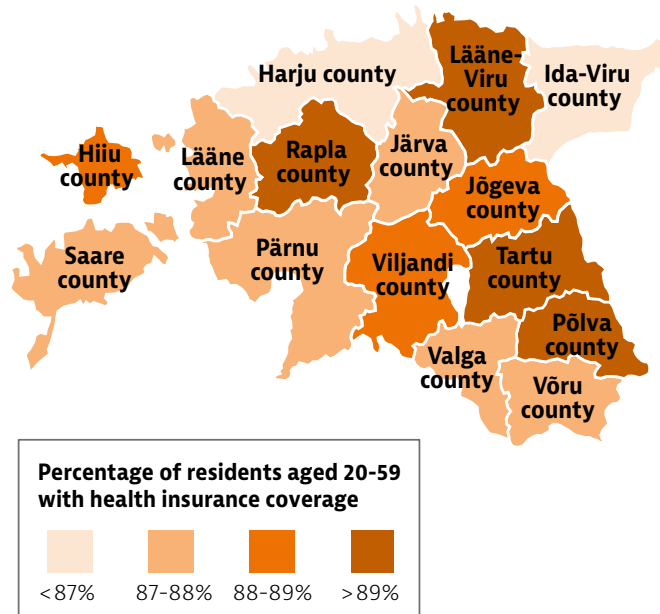 Harju county
Lääne-
Viru
county
Ida-Viru
county
Hiiu
county
Lääne
county
Rapla
county
Järva
county
Jõgeva
county
Saare
county
Pärnu
county
Viljandi
county
Tartu
county
Põlva
county
Valga
county
Võru
county
Percentage of residents aged 20-59
with health insurance coverage
<87% 87-88% 88-89% >89%